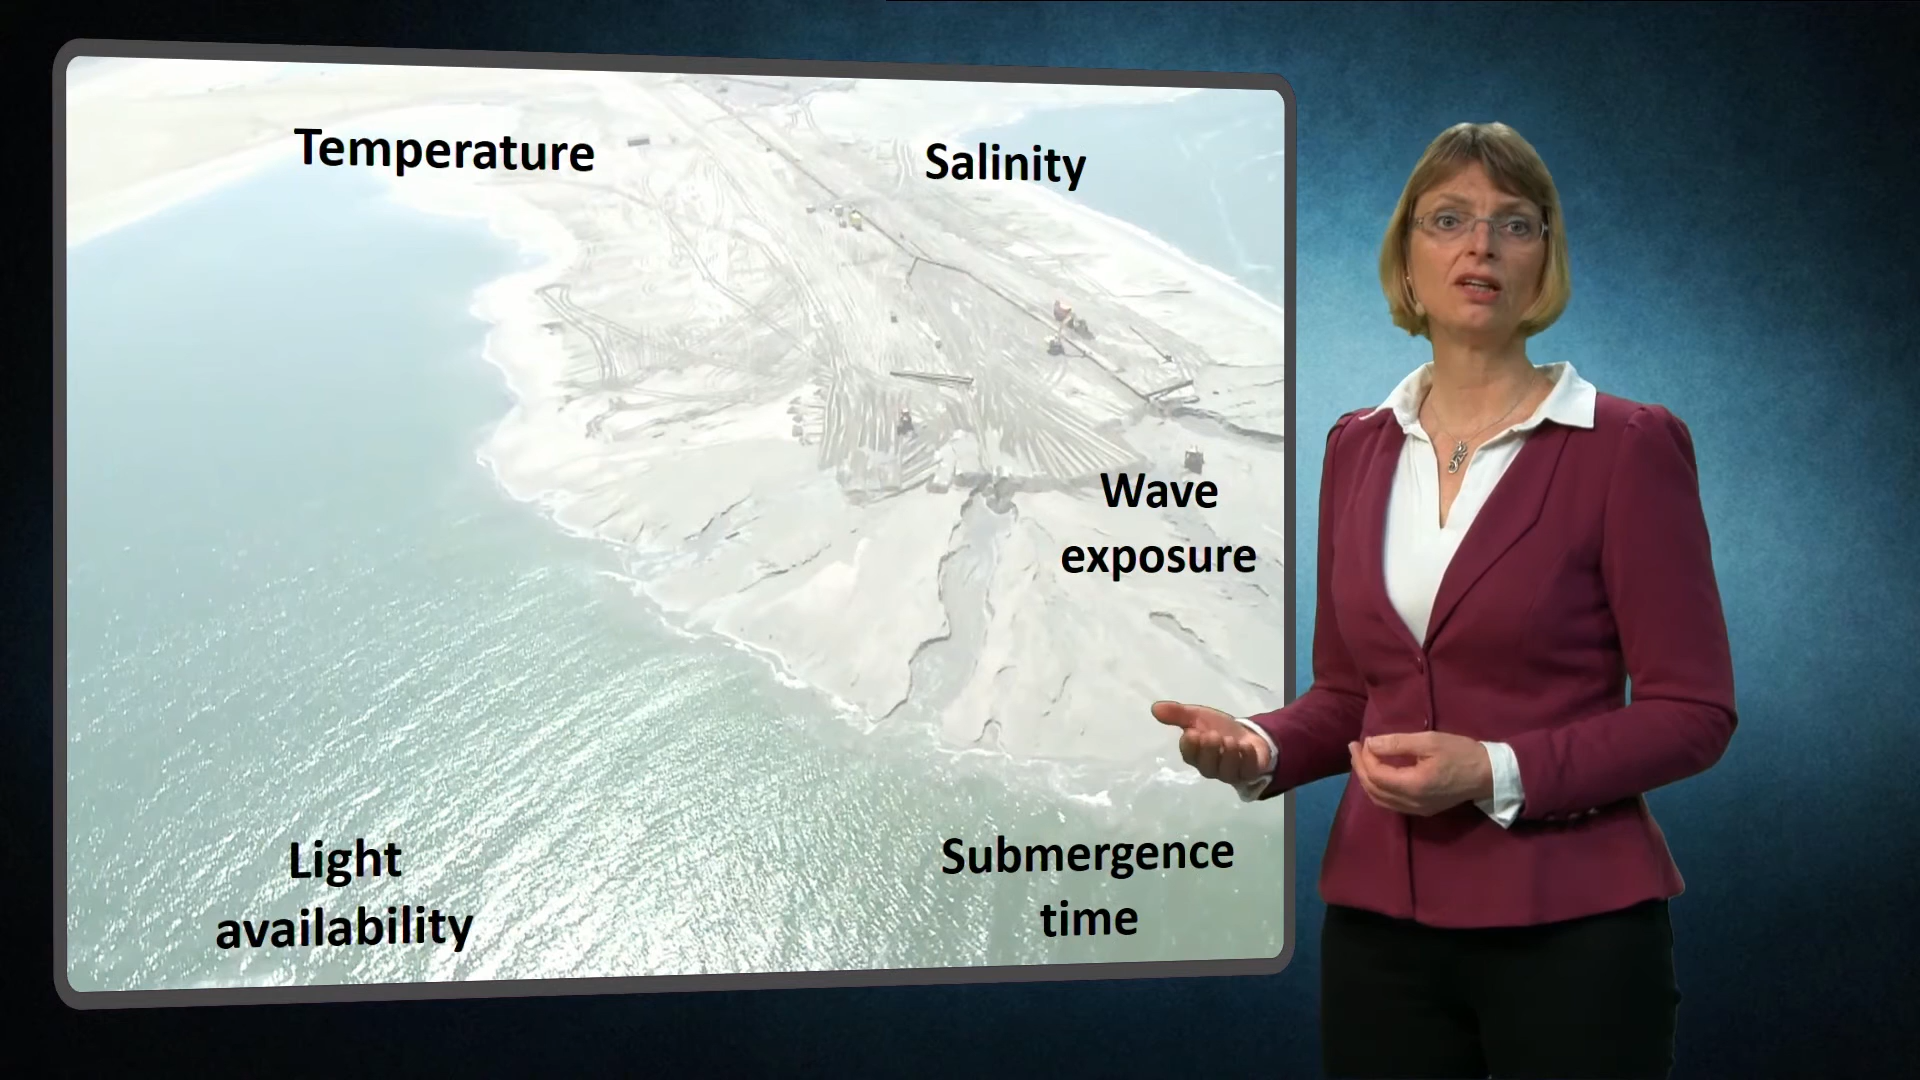 Temperature
Salinity
Wave
exposure
Light
availability
Submergence
time